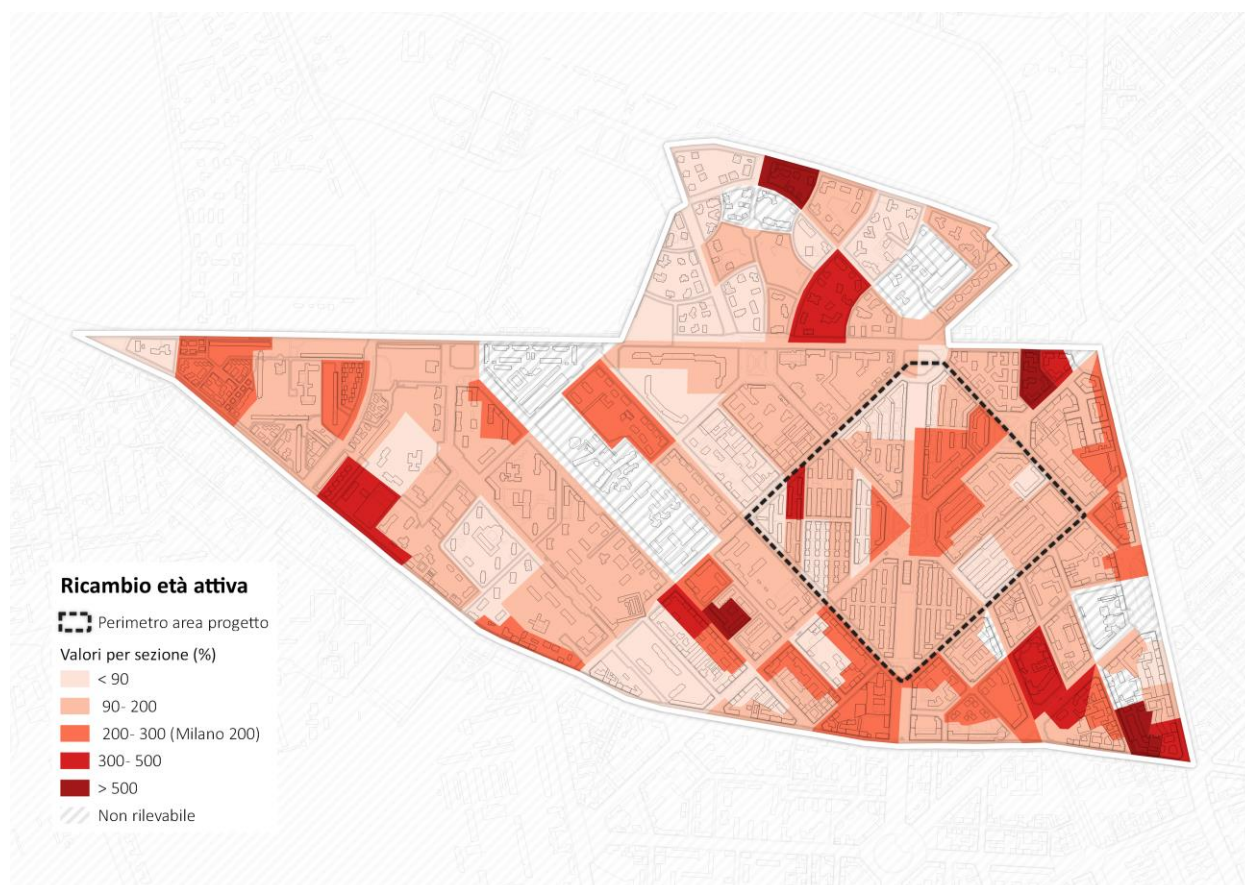 Ricambio età attiva
Perimetro area progetto
Valori per sezione (%)
< 90
90- 200
200- 300 (Milano 200)
300- 500
> 500
Non rilevabile